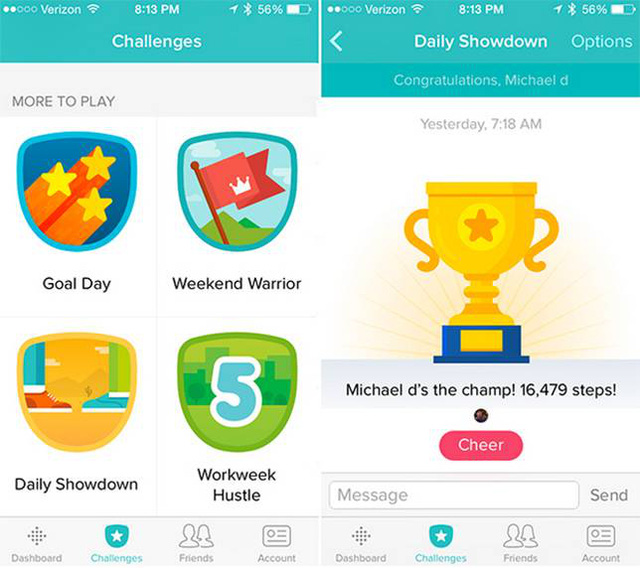 Verizon 8:13 PM 56%
Challenges
MORE TO PLAY
Goal Day
Weekend Warrior
5
Daily Showdown
Workweek
Hustle
Dashboard Challenges Friends Account
Verizon 8:13 PM 56%
Daily Showdown Options
Congratulations, Michael d
Yesterday, 7:18 AM
Michael d's the champ! 16,479 steps!
Cheer
Message Send
Dashboard Challenges Friends Account